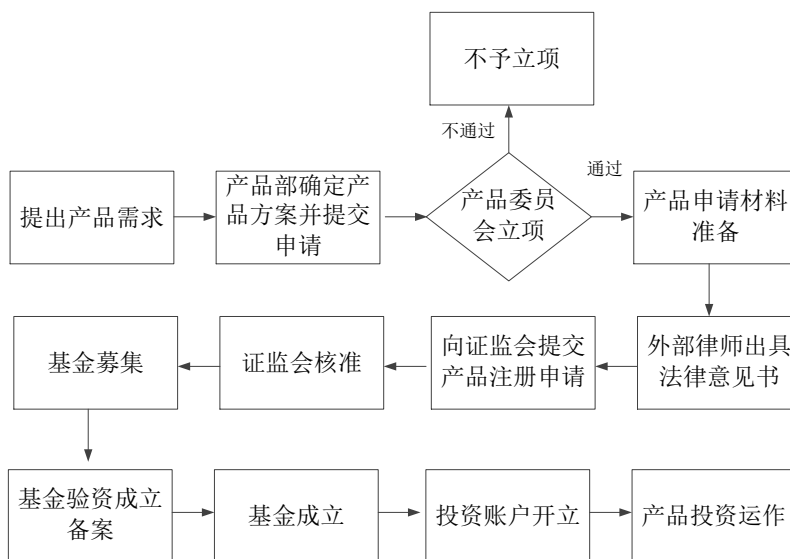 不予立项
不通过
通过
提出产品需求
产品部确定产
品方案并提交
申请
产品委员
会立项
产品申请材料
准备
基金募集
证监会核准
向证监会提交
产品注册申请
外部律师出具
法律意见书
基金验资成立
备案
基金成立
投资账户开立
产品投资运作